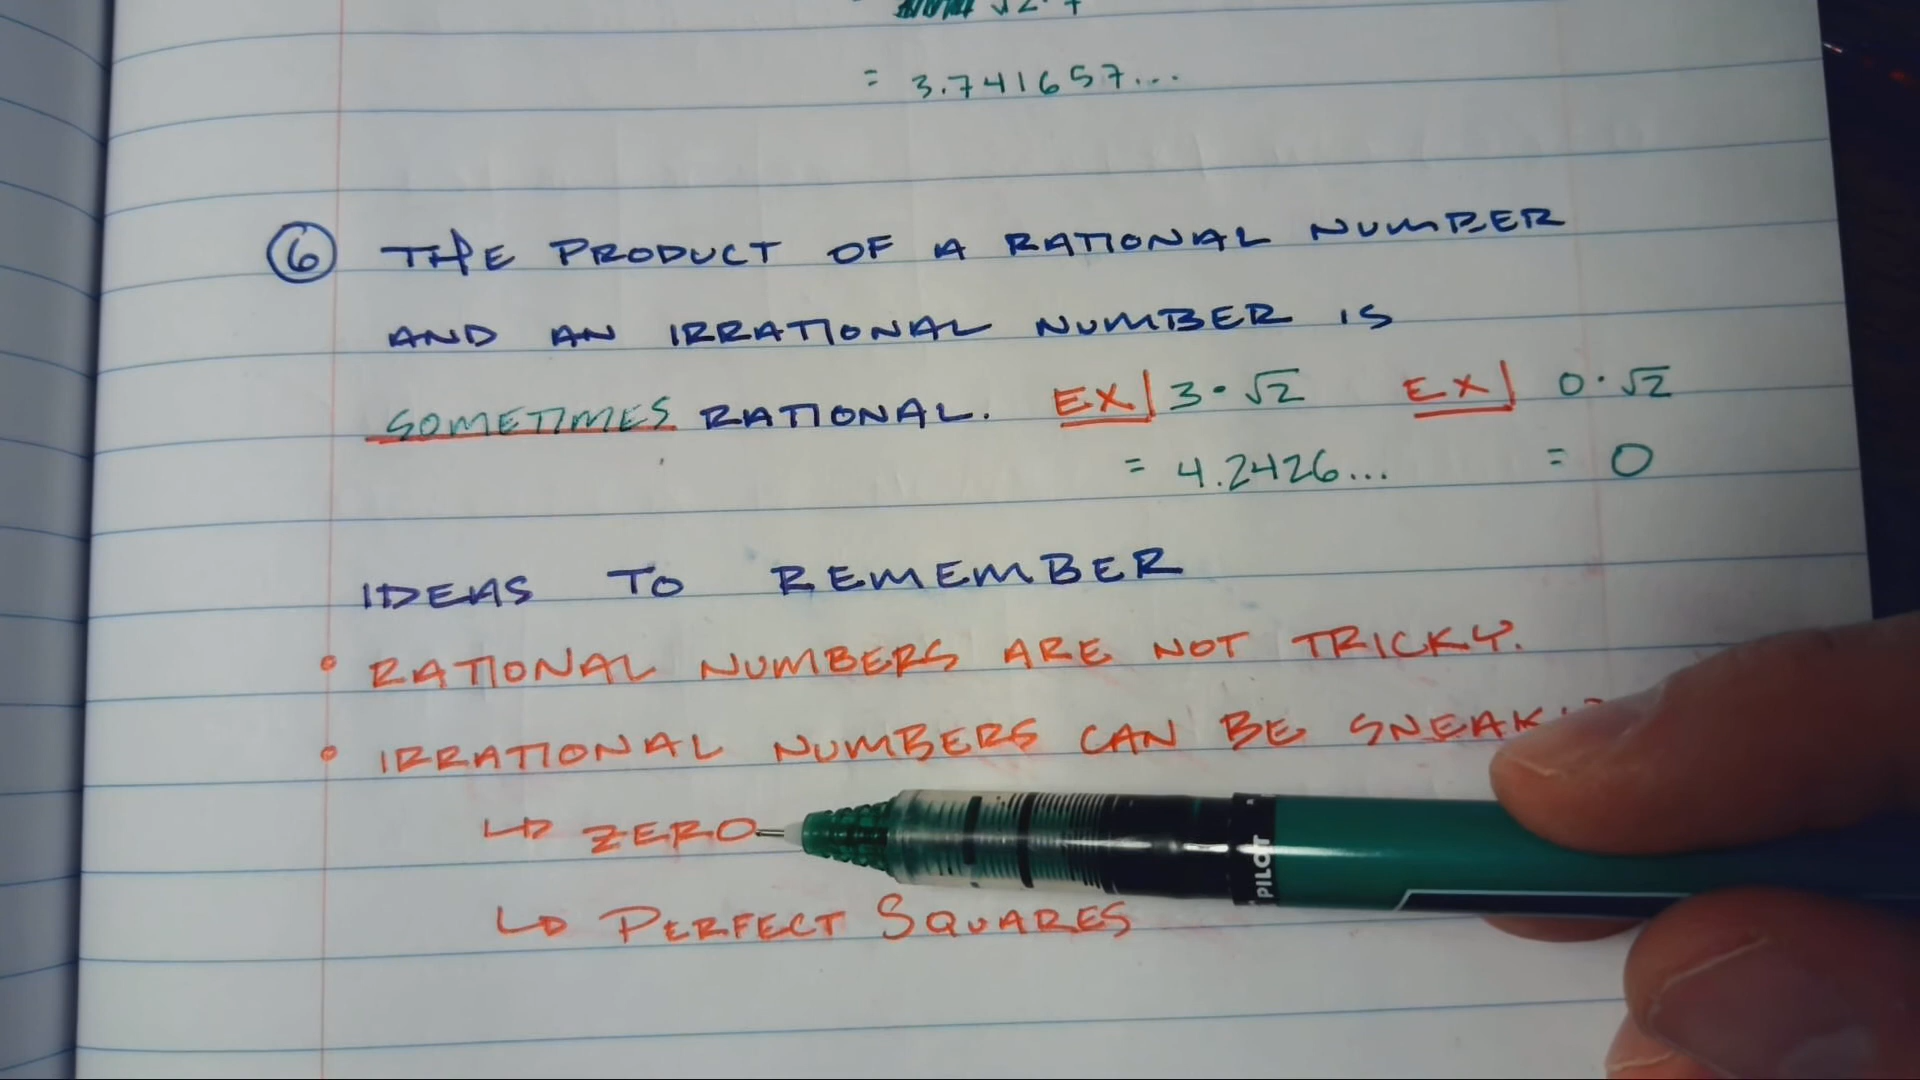 √2·7
= 3.741657...
6 THE PRODUCT OF A RATIONAL NUMBER
AND AN IRRATIONAL NUMBER IS
SOMETIMES RATIONAL. EX| 3·√2 EX| 0·√2
= 4.2426... = 0
IDEAS TO REMEMBER
• RATIONAL NUMBERS ARE NOT TRICKY.
• IRRATIONAL NUMBERS CAN BE
↳ ZERO
PILOT
↳ PERFECT SQUARES